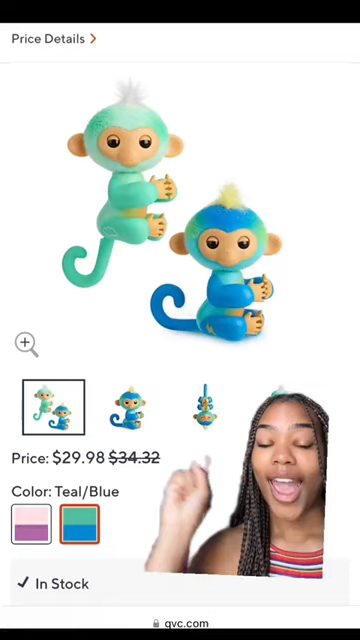 Price Details >
Price: $29.98 $34.32
Color: Teal/Blue
✓ In Stock
qvc.com